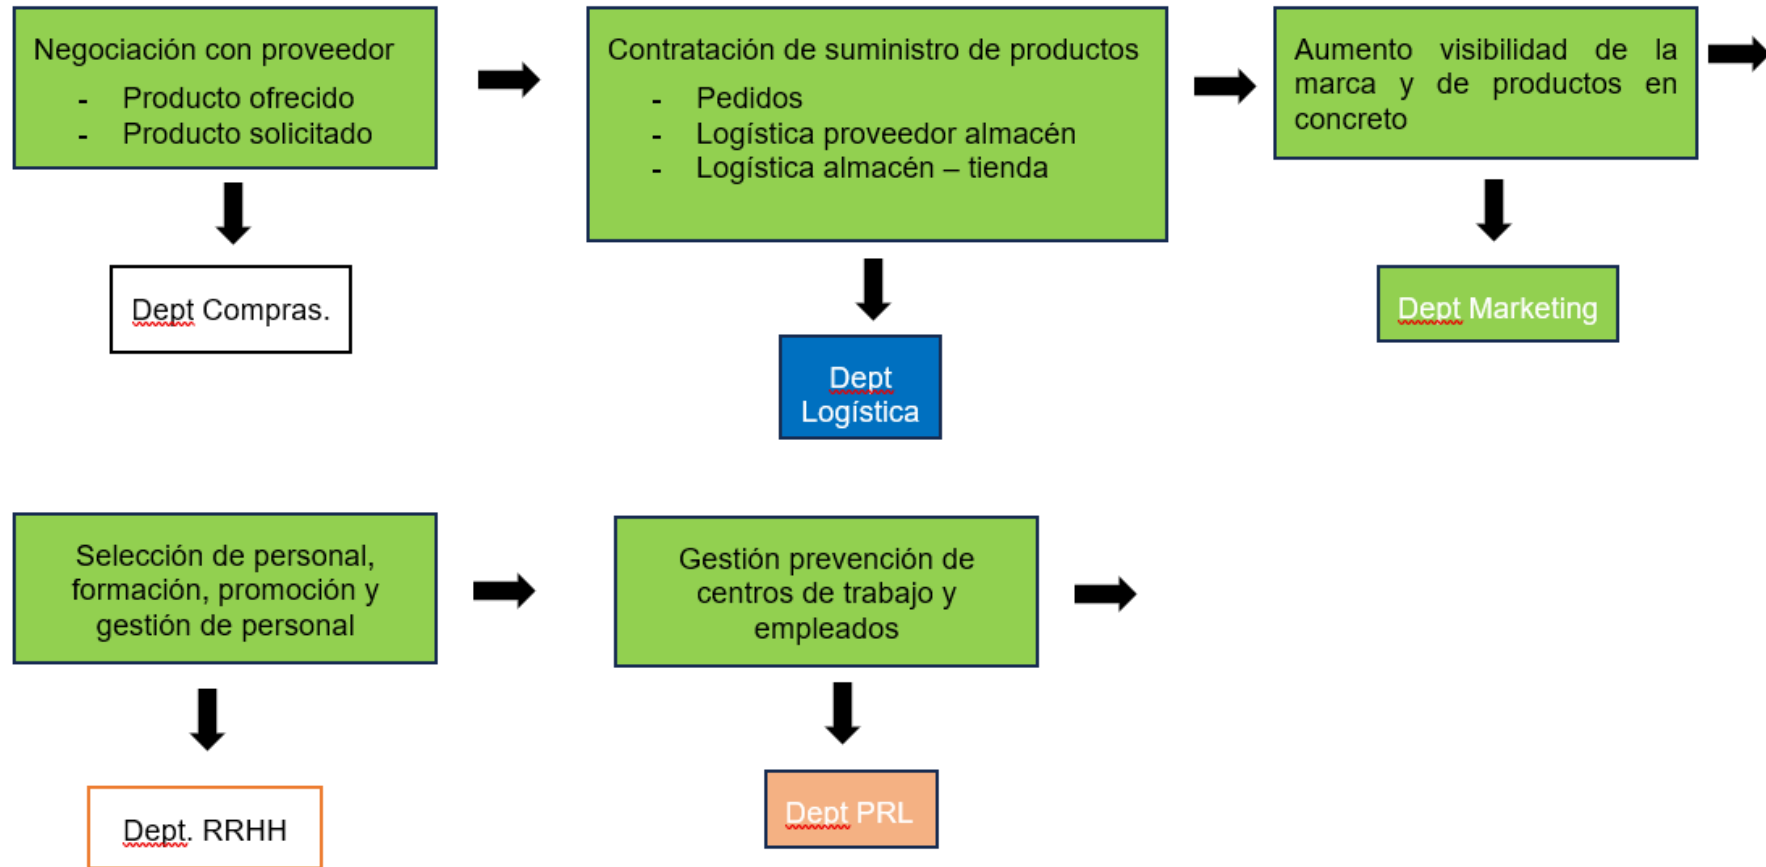 Negociación con proveedor
- Producto ofrecido
- Producto solicitado
Dept Compras.
Contratación de suministro de productos
- Pedidos
- Logística proveedor almacén
- Logística almacén – tienda
Dept
Logística
Aumento visibilidad de la
marca y de productos en
concreto
Dept Marketing
Selección de personal,
formación, promoción y
gestión de personal
Dept. RRHH
Gestión prevención de
centros de trabajo y
empleados
Dept PRL